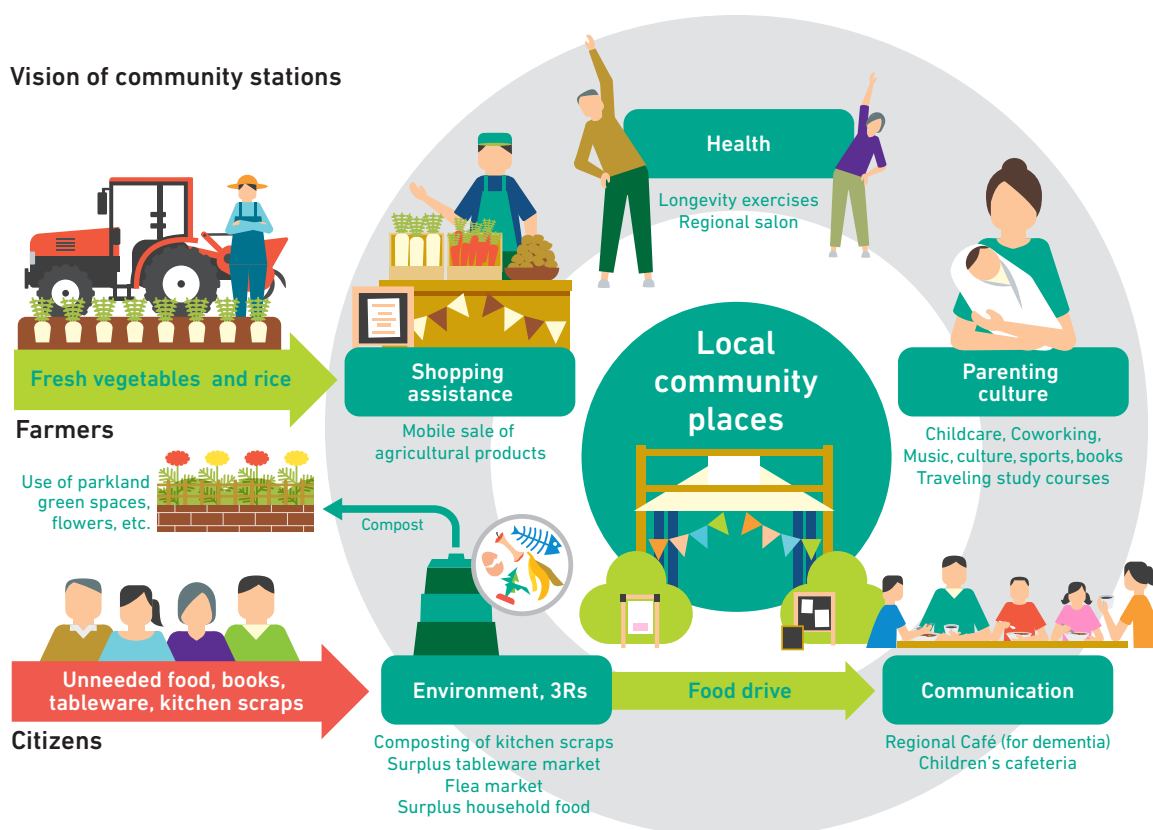 Vision of community stations
Health
Longevity exercises
Regional salon
Fresh vegetables and rice
Farmers
Shopping
assistance
Mobile sale of
agricultural products
Local
community
places
Parenting
culture
Childcare, Coworking,
Music, culture, sports, books
Traveling study courses
Use of parkland
green spaces,
flowers, etc.
Compost
Unneeded food, books,
tableware, kitchen scraps
Citizens
Environment, 3Rs
Composting of kitchen scraps
Surplus tableware market
Flea market
Surplus household food
Food drive
Communication
Regional Café (for dementia)
Children's cafeteria